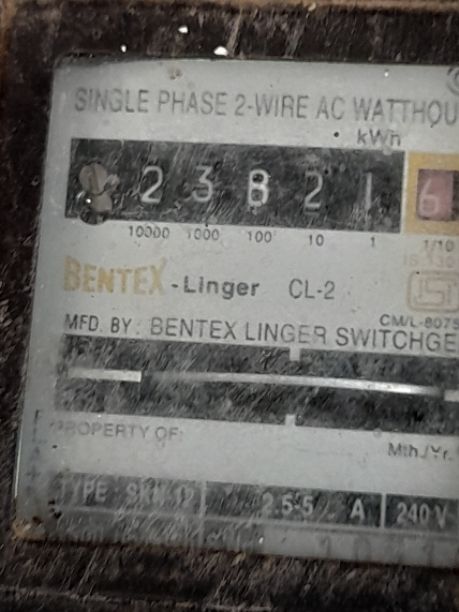 SINGLE PHASE 2-WIRE AC WATTHOU
kWh
2 3 8 2 1 6
10000 1000 100 10 1 1/10
BENTEX - Linger CL-2
CM/L-8075
MFD. BY : BENTEX LINGER SWITCHGE
PROPERTY OF:
Mth./Yr.
TYPE 2.5-5 A 240 V